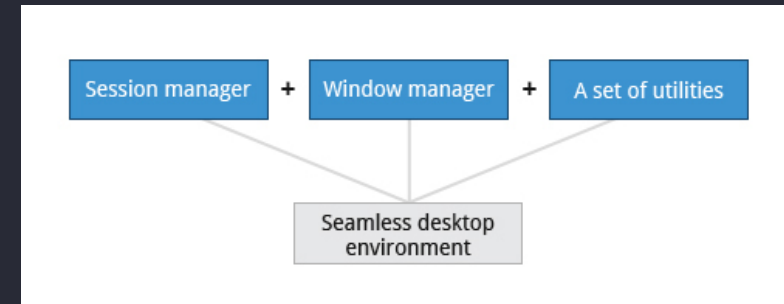 Session manager + Window manager + A set of utilities
Seamless desktop
environment